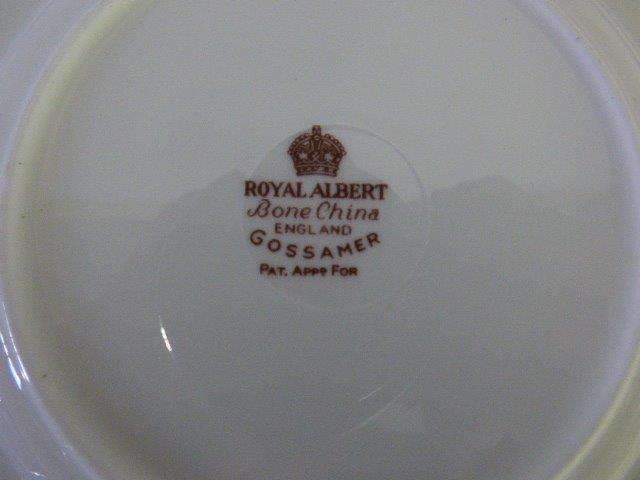 ROYAL ALBERT
Bone China
ENGLAND
GOSSAMER
PAT. APPD FOR